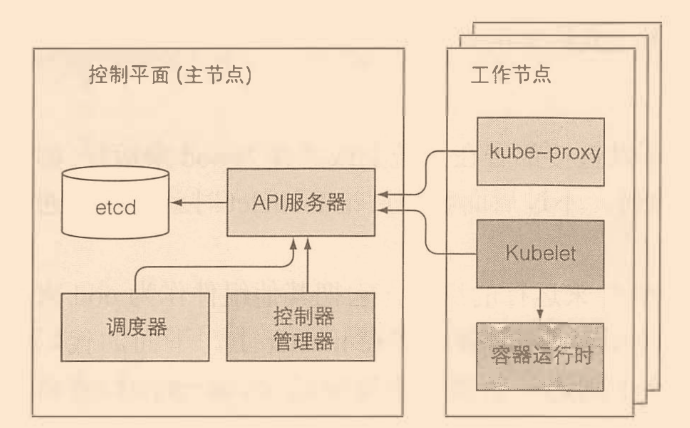 控制平面(主节点)
工作节点
kube-proxy
etcd
API服务器
Kubelet
调度器
控制器
管理器
容器运行时